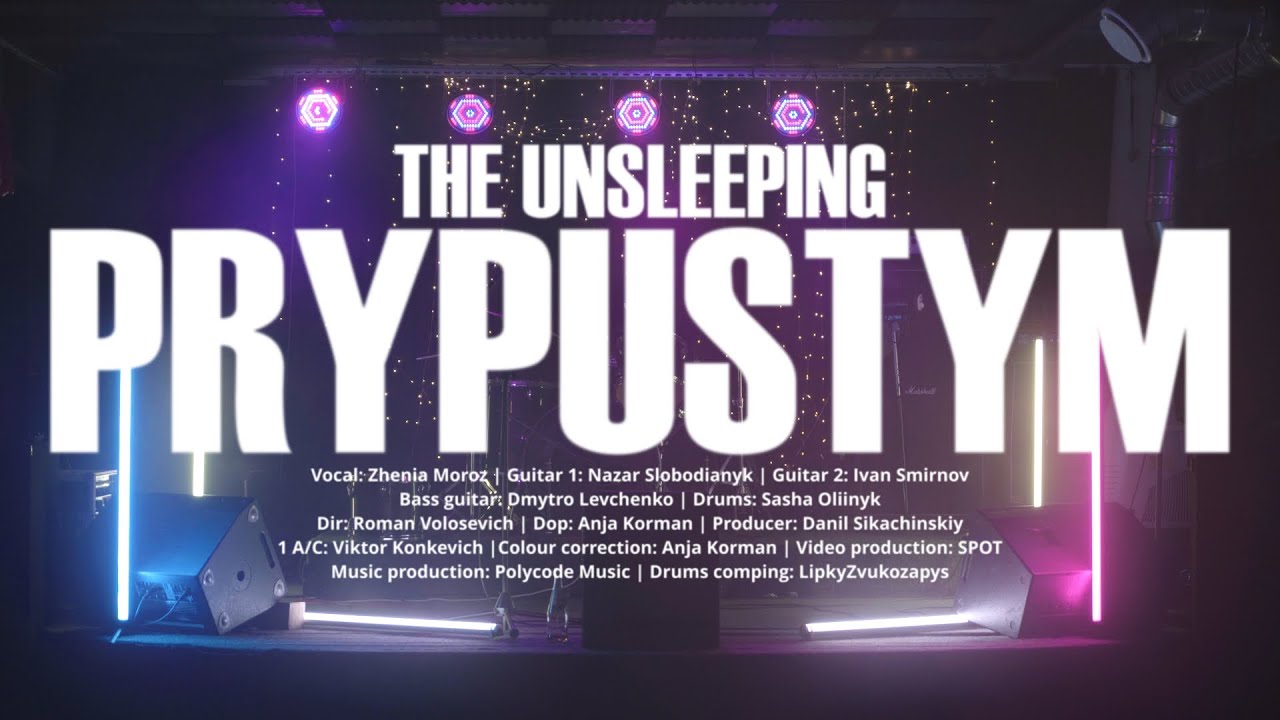 THE UNSLEEPING
PRYPUSTYM
Marshall
Vocal: Zhenia Moroz | Guitar 1: Nazar Slobodianyk | Guitar 2: Ivan Smirnov
Bass guitar: Dmytro Levchenko | Drums: Sasha Oliinyk
Dir: Roman Volosevich | Dop: Anja Korman | Producer: Danil Sikachinskiy
1 A/C: Viktor Konkevich |Colour correction: Anja Korman | Video production: SPOT
Music production: Polycode Music | Drums comping: LipkyZvukozapys